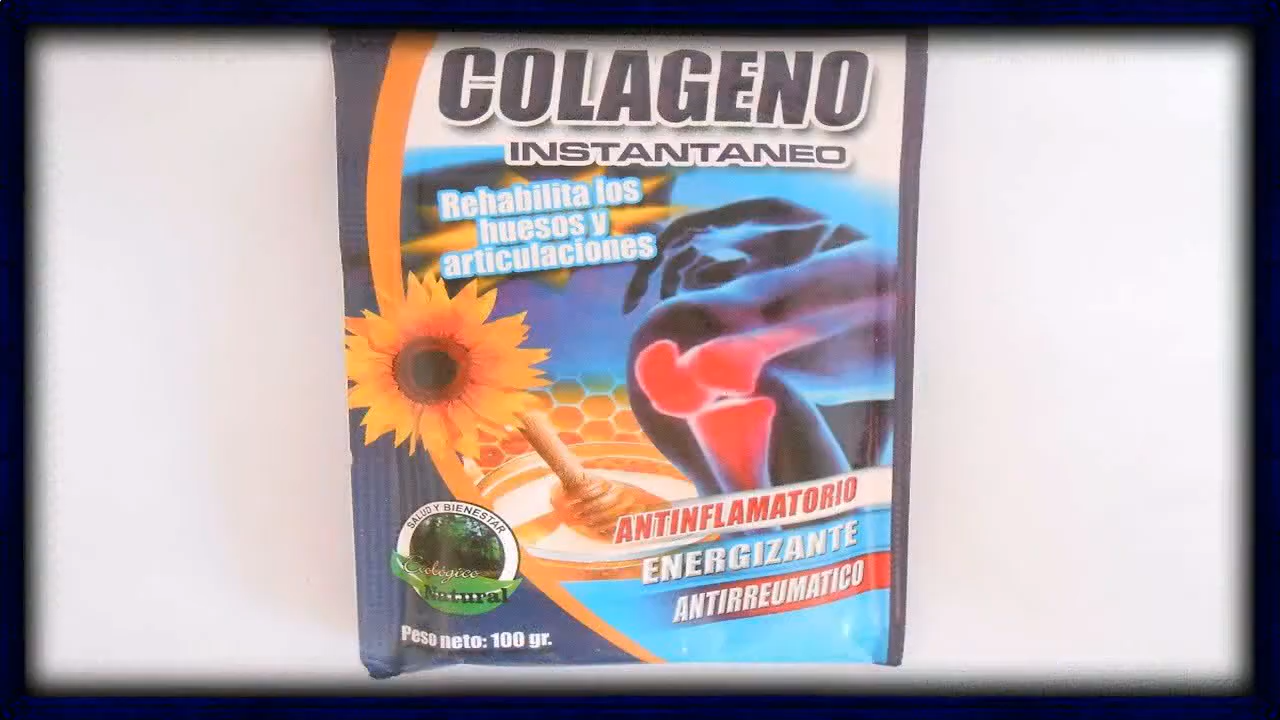 COLAGENO
INSTANTANEO
Rehabilita los
huesos y
articulaciones
ANTINFLAMATORIO
ENERGIZANTE
ANTIRREUMATICO
SALUD Y BIENESTAR
Ecológico
Natural
Peso neto: 100 gr.